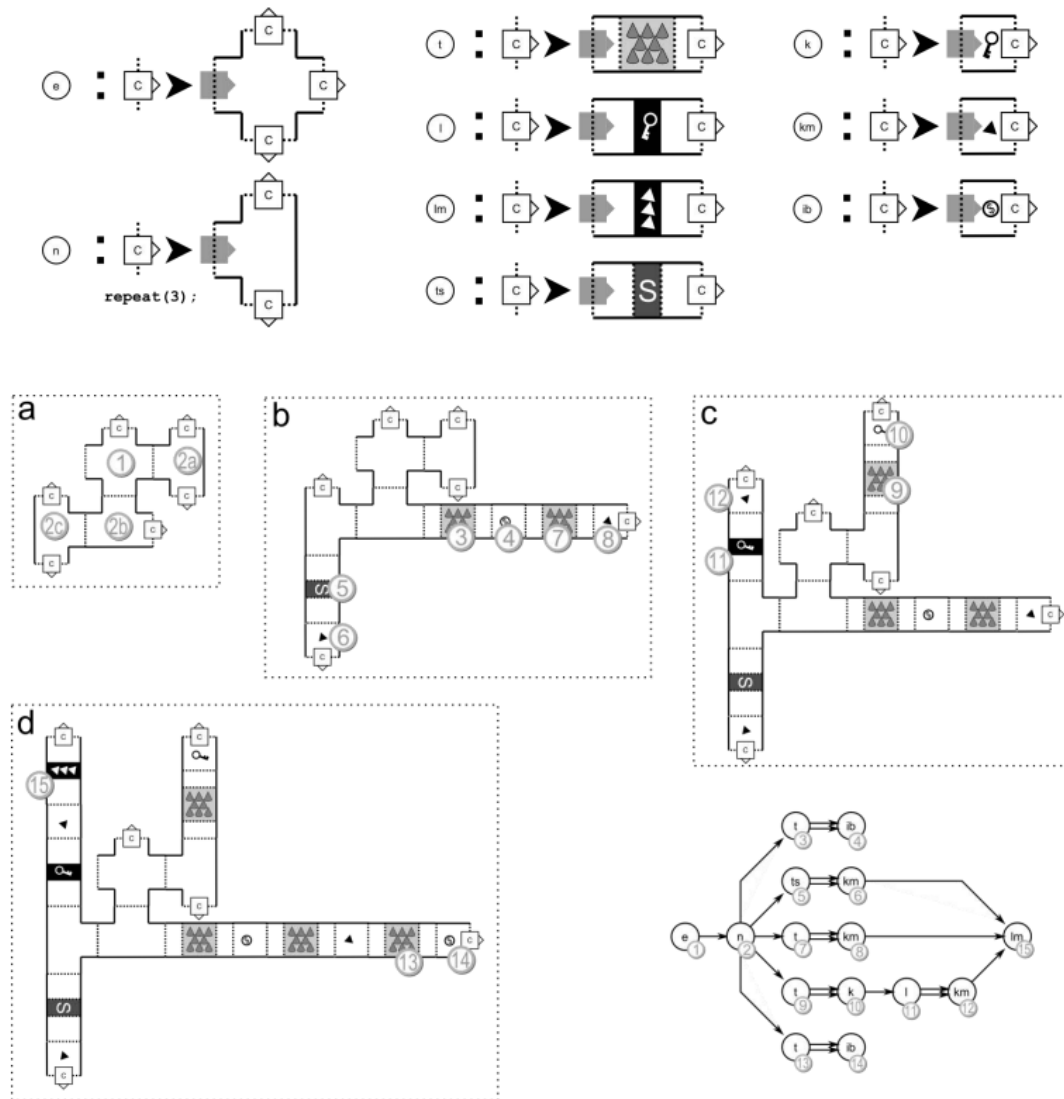 e : C C C C
n : C C C
repeat(3);
t : C C
l : C C
lm : C C
ts : C S C
k : C C
km : C C
ib : C S C
a
C C
1 2a
C C
2c 2b C
C
b
C C
C C
3 4 7 8 C
S 5
6
C
c
C
10
C 9
12 C
11
C
S
C
C
d
C C
15
C
C
S S C
13 14
S
C
t 3 ib 4
ts 5 km 6
e 1 n 2 t 7 km 8 lm 15
t 9 k 10 l 11 km 12
t 13 ib 14